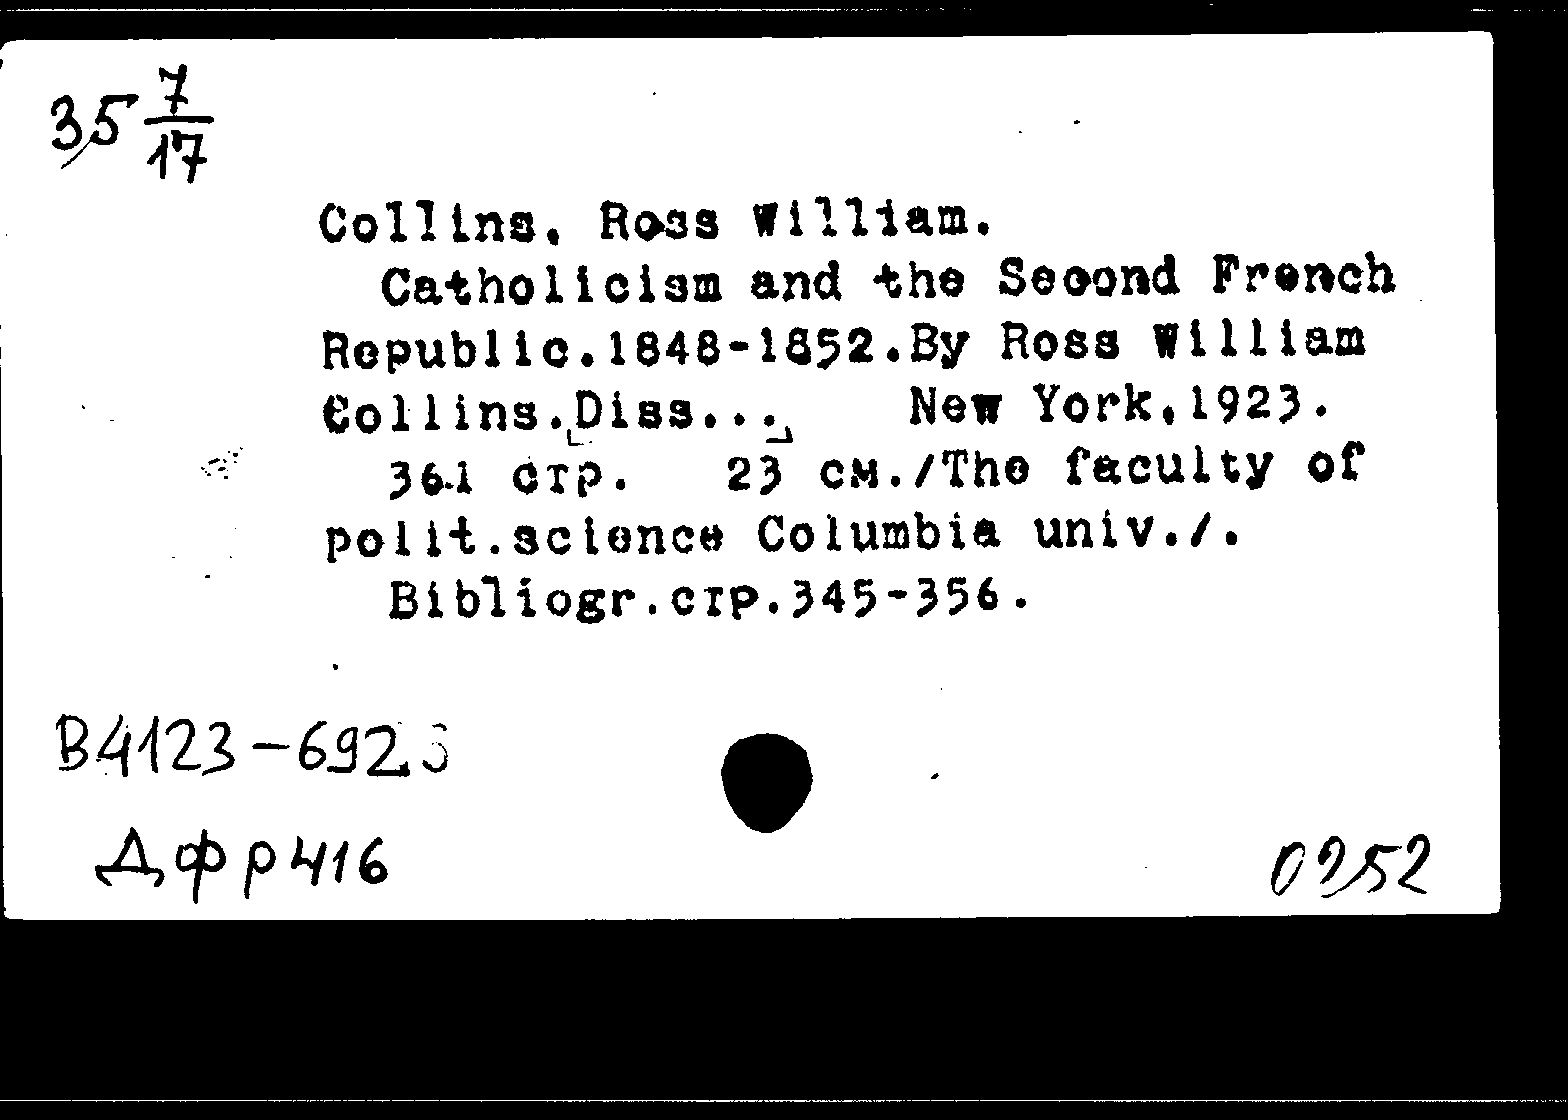 35 7/17
Collins, Ross William.
Catholicism and the Second French
Republic.1848-1852.By Ross William
Collins.[Diss...] New York,1923.
361 стр. 23 см./The faculty of
polit.science Columbia univ./.
Bibliogr.стр.345-356.
В4123-692
Дфр416
0252